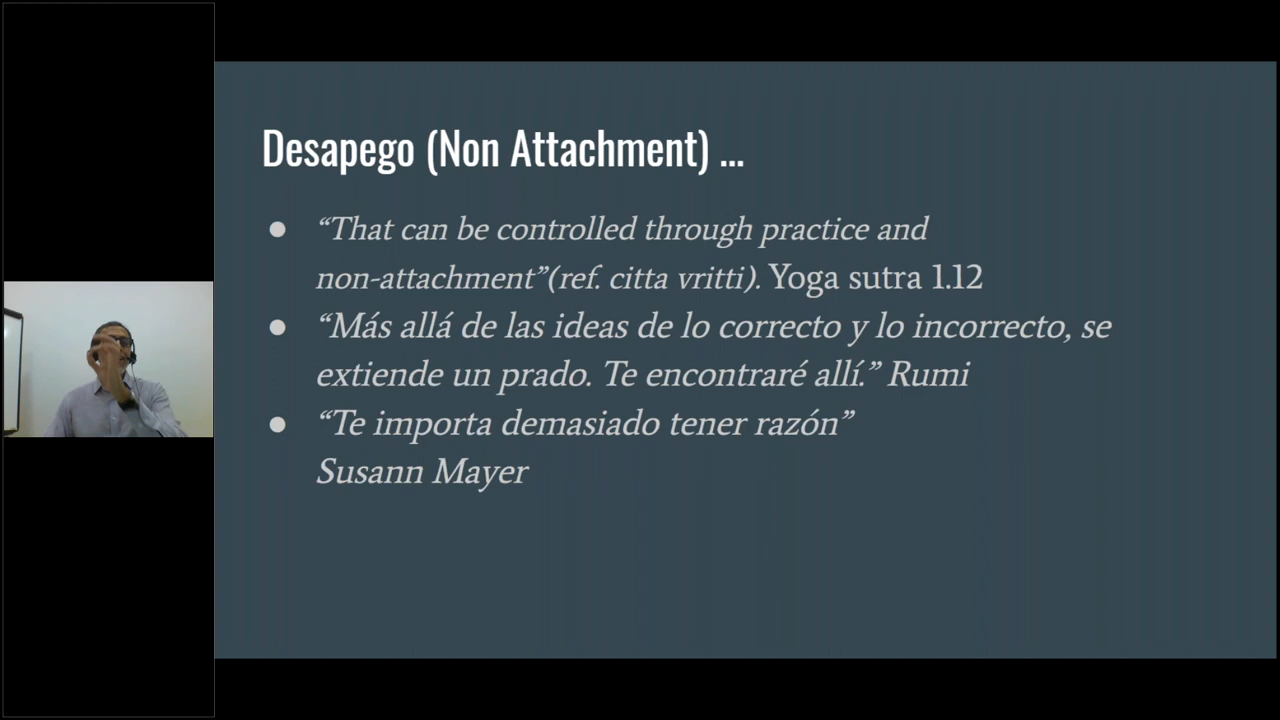 Desapego (Non Attachment) ...
● “That can be controlled through practice and
non-attachment”(ref. citta vritti). Yoga sutra 1.12
● “Más allá de las ideas de lo correcto y lo incorrecto, se
extiende un prado. Te encontraré allí.” Rumi
● “Te importa demasiado tener razón”
Susann Mayer